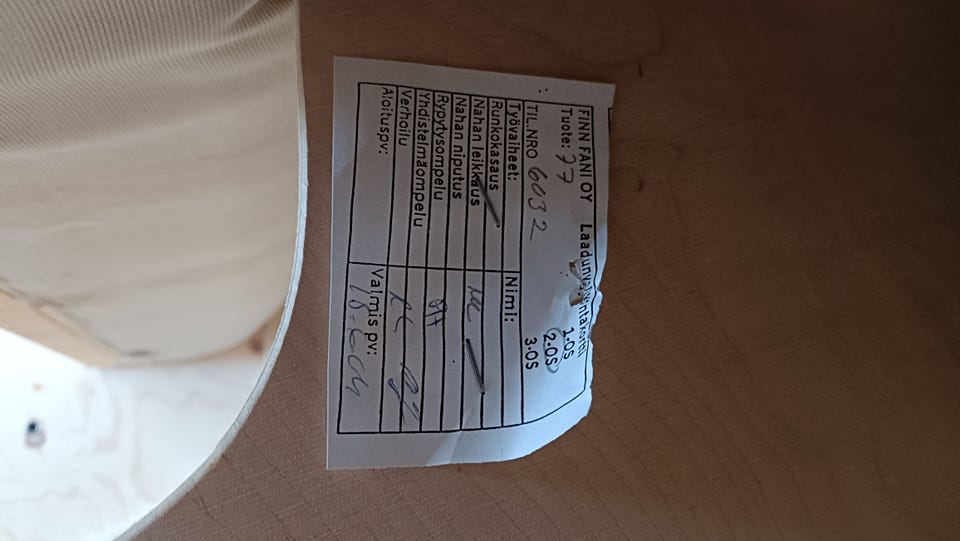 FINN FANI OY Laadunvalvontakortti
Tuote: 77
1.OS
2.OS
3.OS
TIL.NRO 6032
Työvaiheet: Nimi:
Runkokasaus
Nahan leikkaus
Nahan niputus
Rypytysompelu
Yhdistelmäompelu
Verhoilu
Aloituspv: Valmis pv: